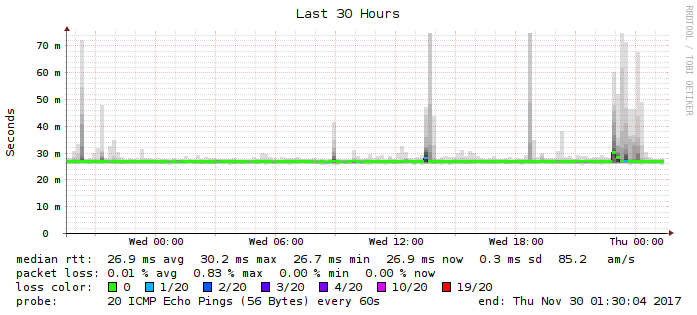 Last 30 Hours
RRDTOOL / TOBI OETIKER
Seconds
70 m
60 m
50 m
40 m
30 m
20 m
10 m
0
Wed 00:00 Wed 06:00 Wed 12:00 Wed 18:00 Thu 00:00
median rtt: 26.9 ms avg 30.2 ms max 26.7 ms min 26.9 ms now 0.3 ms sd 85.2 am/s
packet loss: 0.01 % avg 0.83 % max 0.00 % min 0.00 % now
loss color: 0 1/20 2/20 3/20 4/20 10/20 19/20
probe: 20 ICMP Echo Pings (56 Bytes) every 60s end: Thu Nov 30 01:30:04 2017